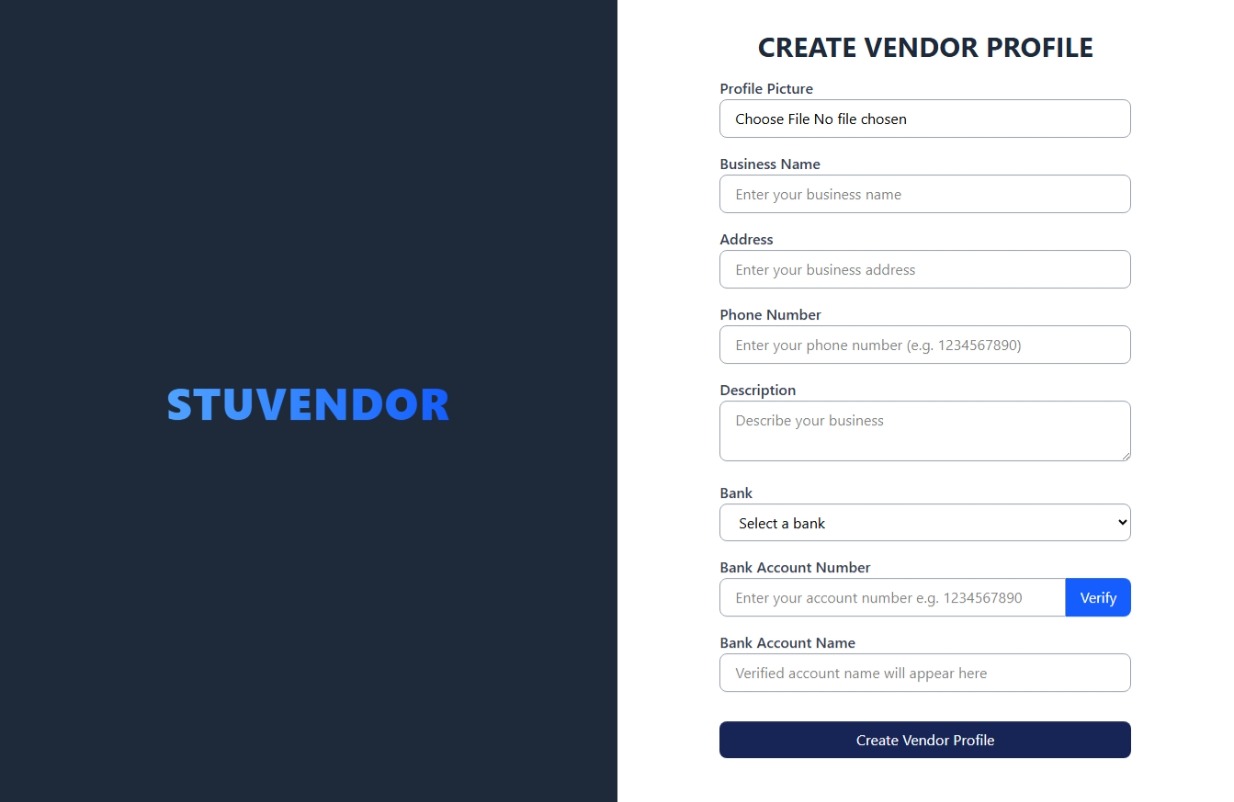 STUVENDOR
CREATE VENDOR PROFILE
Profile Picture
Choose File No file chosen
Business Name
Enter your business name
Address
Enter your business address
Phone Number
Enter your phone number (e.g. 1234567890)
Description
Describe your business
Bank
Select a bank
Bank Account Number
Enter your account number e.g. 1234567890
Verify
Bank Account Name
Verified account name will appear here
Create Vendor Profile